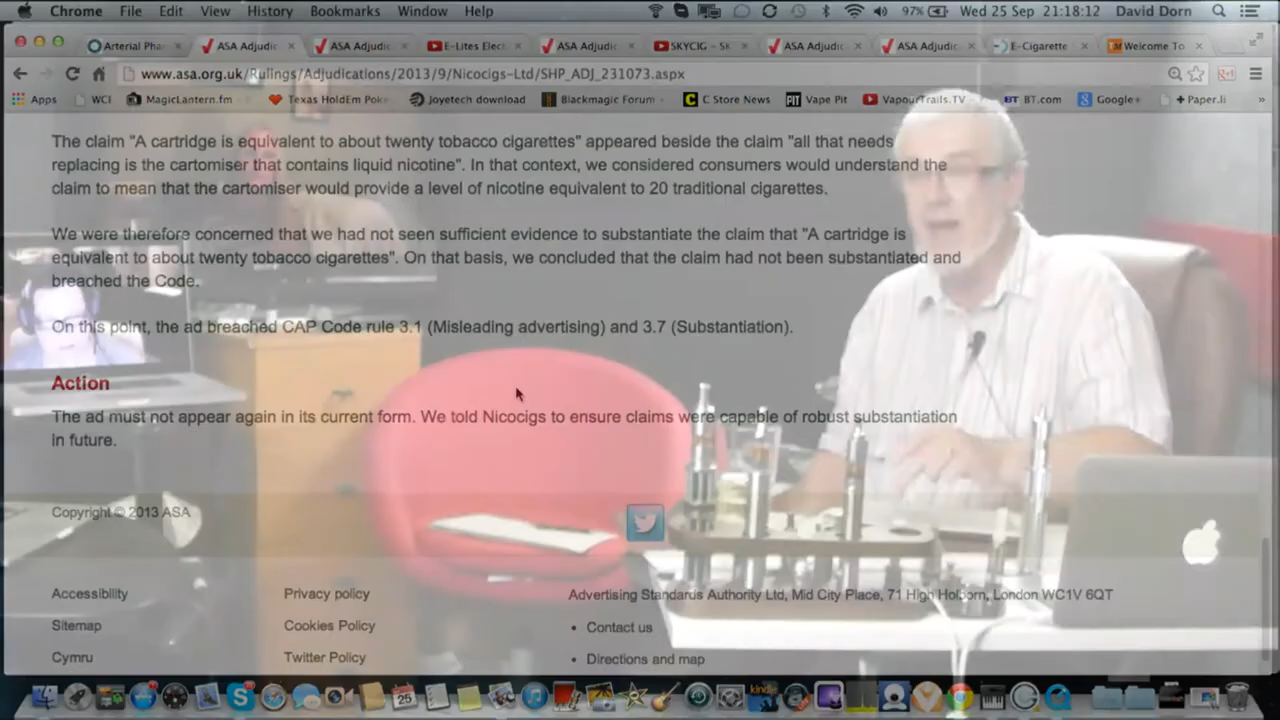 Chrome File Edit View History Bookmarks Window Help 97% Wed 25 Sep 21:18:12 David Dorn
Arterial Pha ASA Adjudic ASA Adjudic E-Lites Elec ASA Adjudic SKYCIG – SK ASA Adjudic ASA Adjudic E-Cigarette Welcome To
www.asa.org.uk/Rulings/Adjudications/2013/9/Nicocigs-Ltd/SHP_ADJ_231073.aspx
Apps WCI MagicLantern.fm Texas HoldEm Poke Joyetech download Blackmagic Forum C Store News Vape Pit VapourTrails.TV BT.com Google+ Paper.li »
The claim "A cartridge is equivalent to about twenty tobacco cigarettes" appeared beside the claim "all that needs
replacing is the cartomiser that contains liquid nicotine". In that context, we considered consumers would understand the
claim to mean that the cartomiser would provide a level of nicotine equivalent to 20 traditional cigarettes.
We were therefore concerned that we had not seen sufficient evidence to substantiate the claim that "A cartridge is
equivalent to about twenty tobacco cigarettes". On that basis, we concluded that the claim had not been substantiated and
breached the Code.
On this point, the ad breached CAP Code rule 3.1 (Misleading advertising) and 3.7 (Substantiation).
Action
The ad must not appear again in its current form. We told Nicocigs to ensure claims were capable of robust substantiation
in future.
Copyright © 2013 ASA
Accessibility Privacy policy Advertising Standards Authority Ltd, Mid City Place, 71 High Holborn, London WC1V 6QT
Sitemap Cookies Policy • Contact us
Cymru Twitter Policy • Directions and map